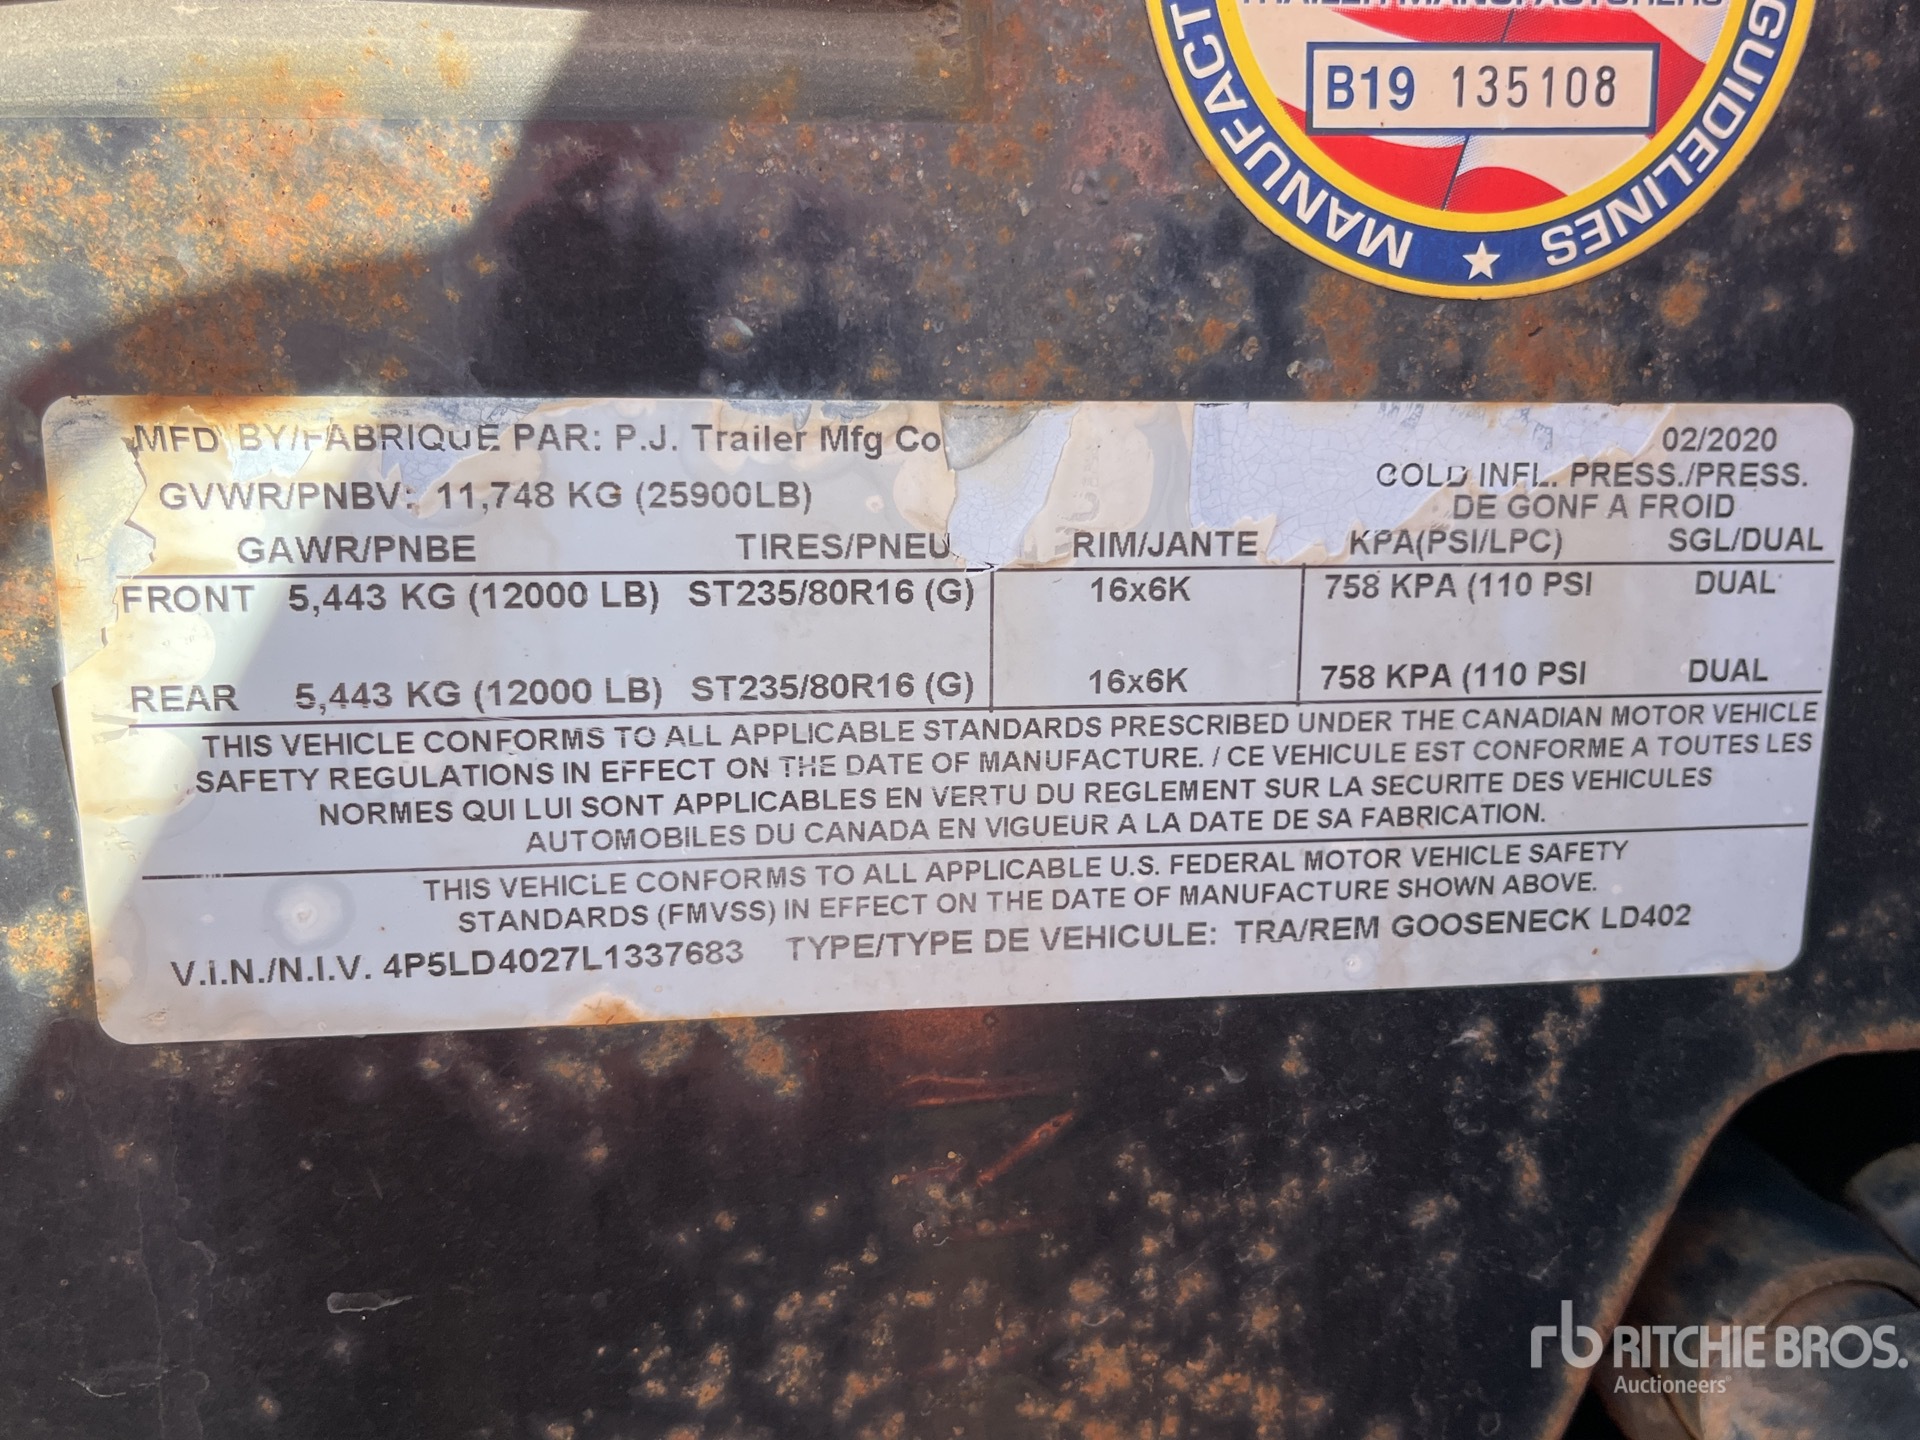 TRAILER MANUFACTURERS
B19 135108
MANUFACT
GUIDELINES
MFD BY/FABRIQUE PAR: P.J. Trailer Mfg Co
02/2020
GVWR/PNBV: 11,748 KG (25900LB)
COLD INFL. PRESS./PRESS.
DE GONF A FROID
GAWR/PNBE TIRES/PNEU RIM/JANTE KPA(PSI/LPC) SGL/DUAL
FRONT 5,443 KG (12000 LB) ST235/80R16 (G) 16x6K 758 KPA (110 PSI DUAL
REAR 5,443 KG (12000 LB) ST235/80R16 (G) 16x6K 758 KPA (110 PSI DUAL
THIS VEHICLE CONFORMS TO ALL APPLICABLE STANDARDS PRESCRIBED UNDER THE CANADIAN MOTOR VEHICLE
SAFETY REGULATIONS IN EFFECT ON THE DATE OF MANUFACTURE. / CE VEHICULE EST CONFORME A TOUTES LES
NORMES QUI LUI SONT APPLICABLES EN VERTU DU REGLEMENT SUR LA SECURITE DES VEHICULES
AUTOMOBILES DU CANADA EN VIGUEUR A LA DATE DE SA FABRICATION.
THIS VEHICLE CONFORMS TO ALL APPLICABLE U.S. FEDERAL MOTOR VEHICLE SAFETY
STANDARDS (FMVSS) IN EFFECT ON THE DATE OF MANUFACTURE SHOWN ABOVE.
V.I.N./N.I.V. 4P5LD4027L1337683 TYPE/TYPE DE VEHICULE: TRA/REM GOOSENECK LD402
rb RITCHIE BROS.
Auctioneers